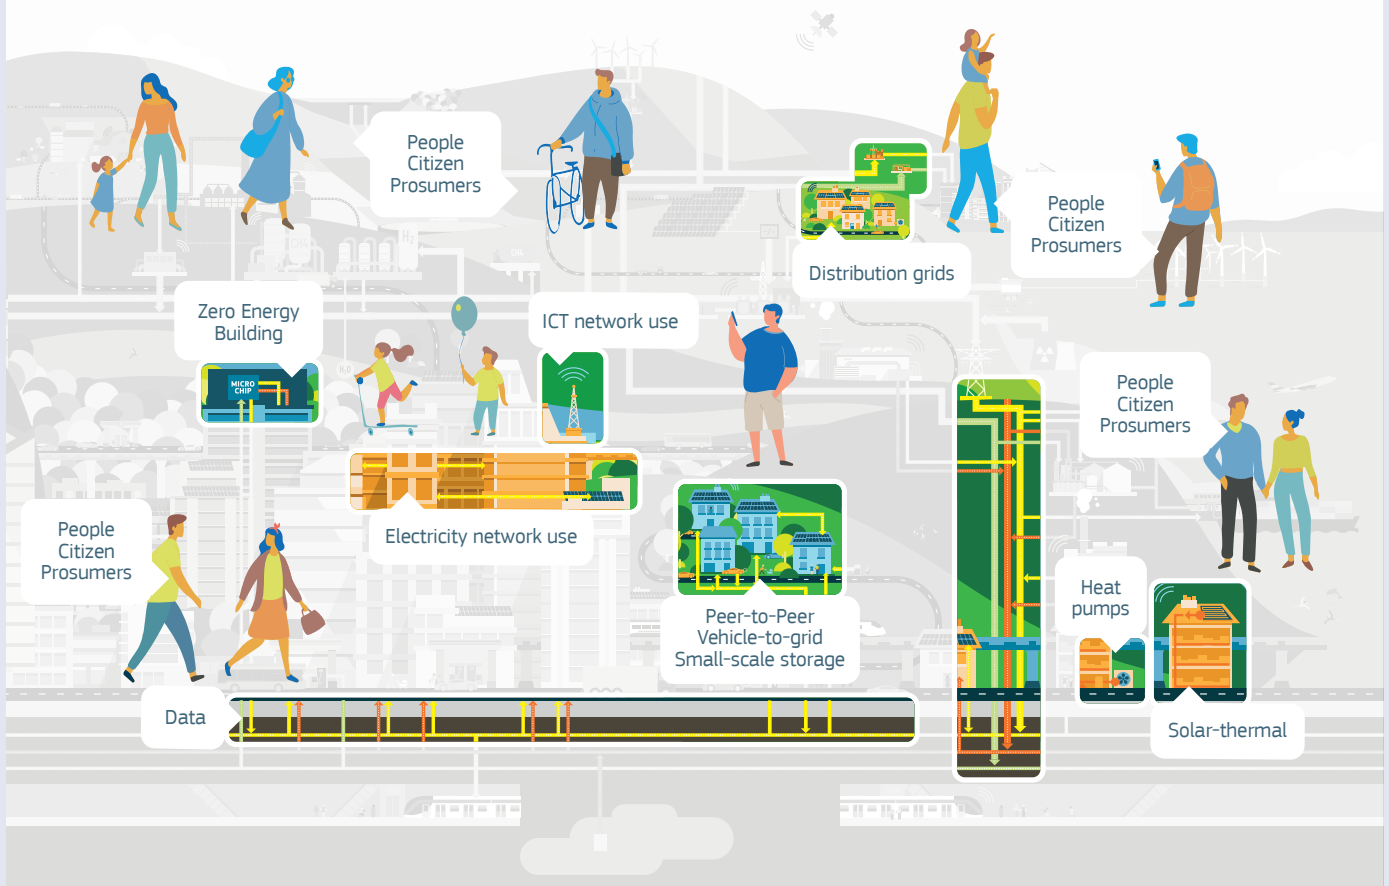 People
Citizen
Prosumers
People
Citizen
Prosumers
Distribution grids
Zero Energy
Building
ICT network use
MICRO
CHIP
H₂
H₂O
People
Citizen
Prosumers
Electricity network use
People
Citizen
Prosumers
Heat
pumps
Peer-to-Peer
Vehicle-to-grid
Small-scale storage
Data
Solar-thermal